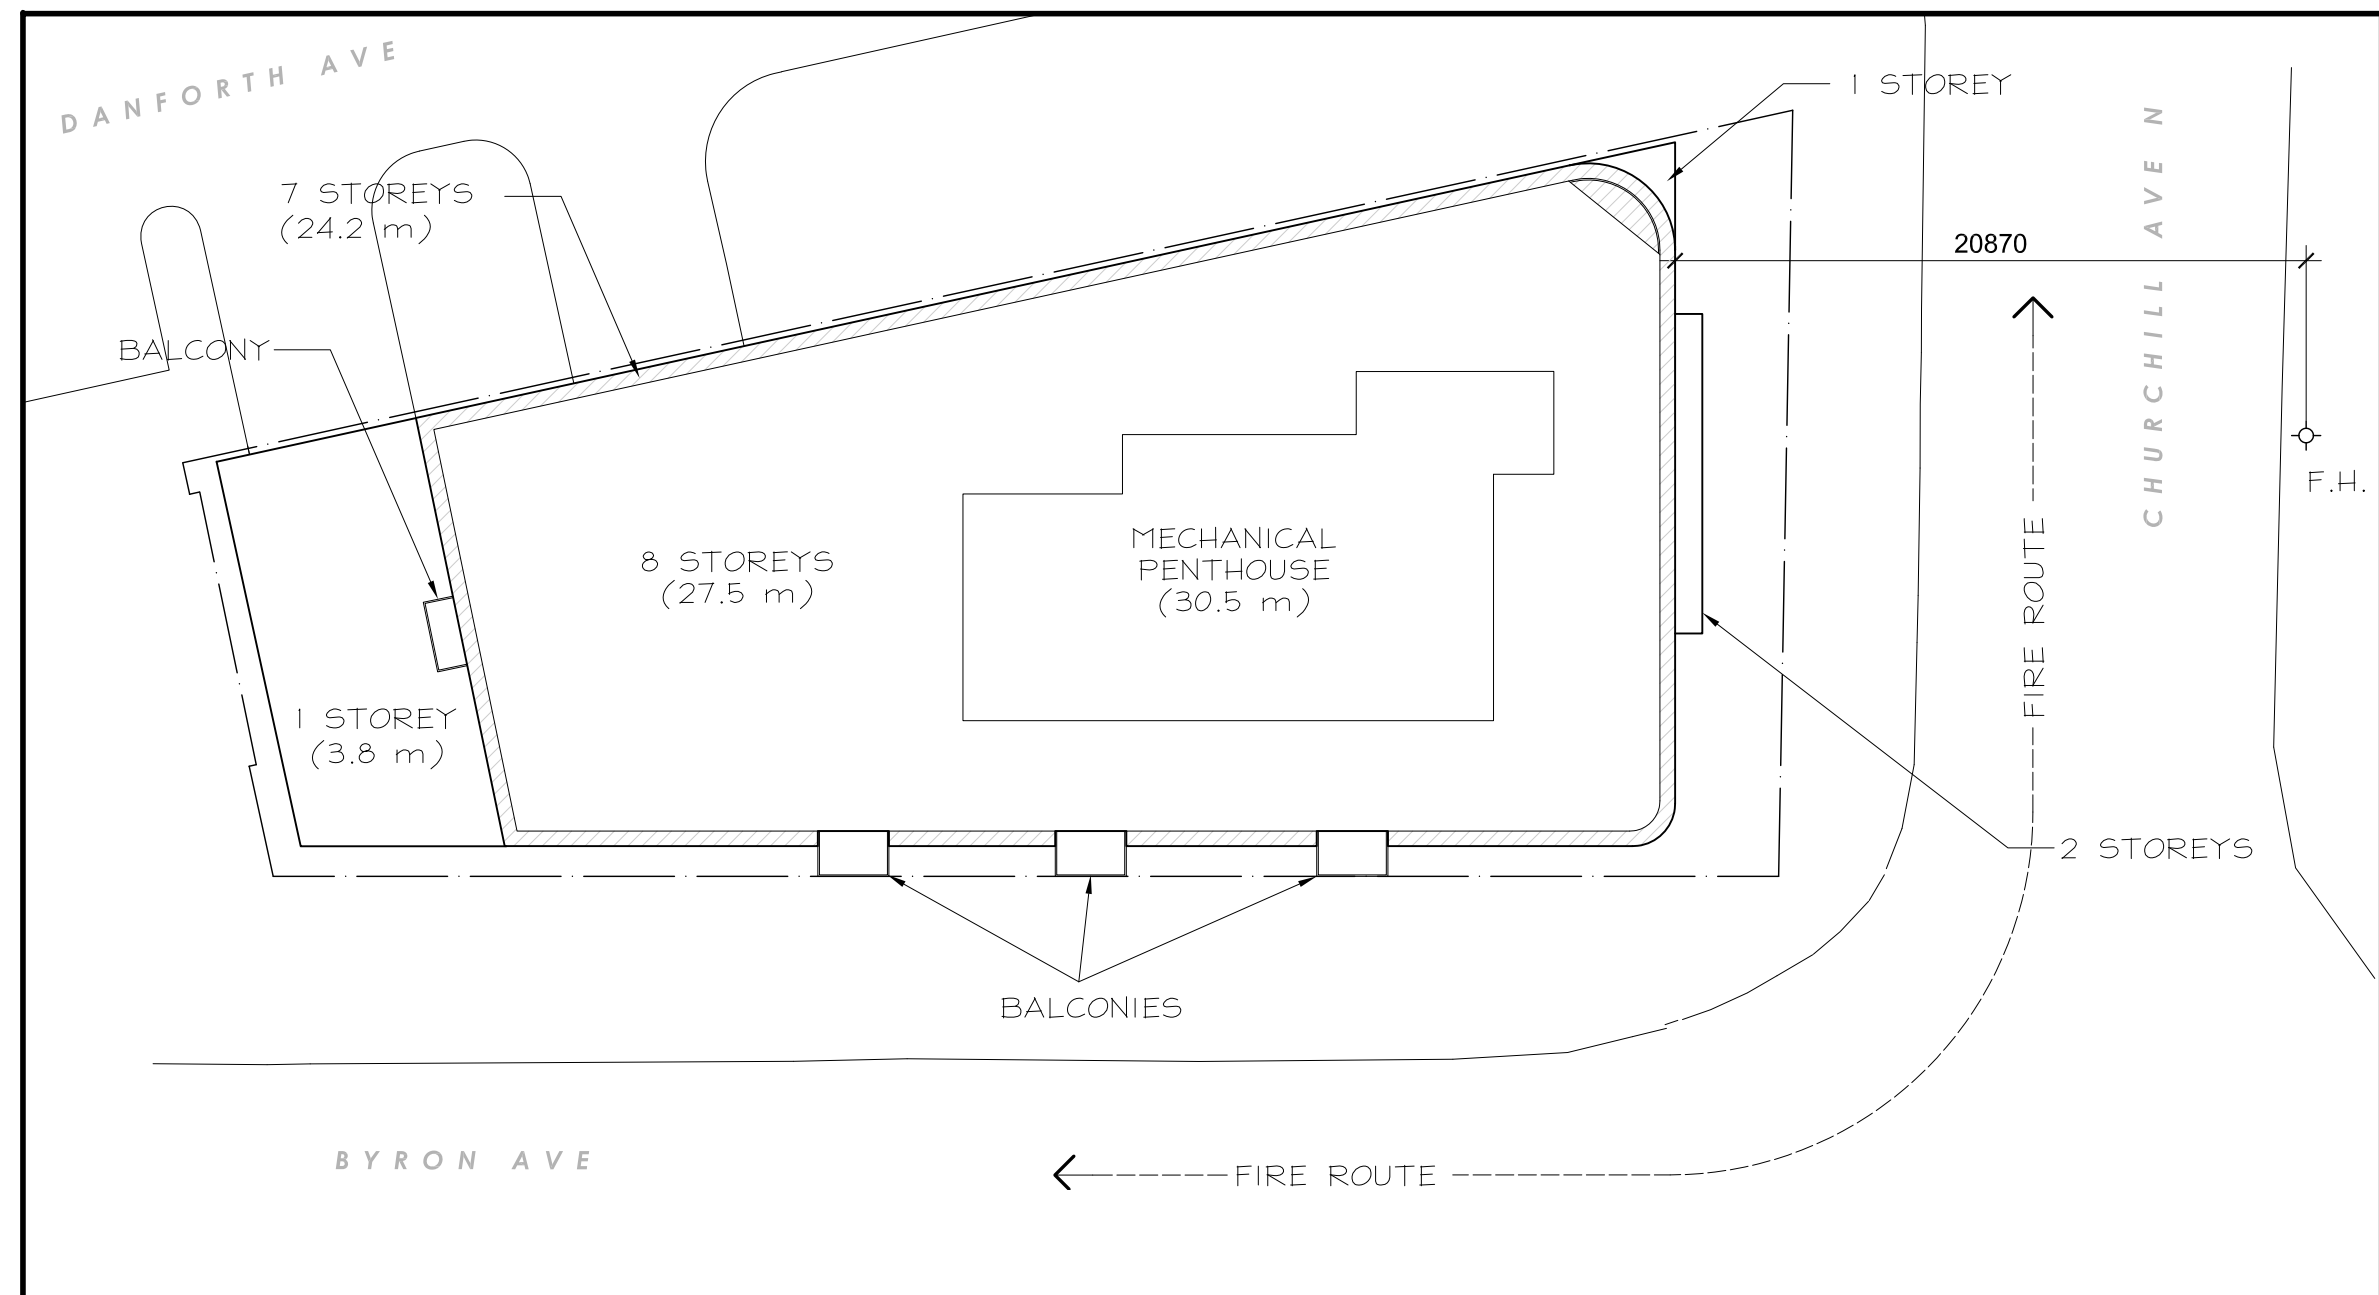 DANFORTH AVE
1 STOREY
CHURCHILL AVE N
7 STOREYS
(24.2 m)
20870
BALCONY
F.H.
8 STOREYS
(27.5 m)
MECHANICAL
PENTHOUSE
(30.5 m)
FIRE ROUTE
1 STOREY
(3.8 m)
2 STOREYS
BALCONIES
BYRON AVE
FIRE ROUTE